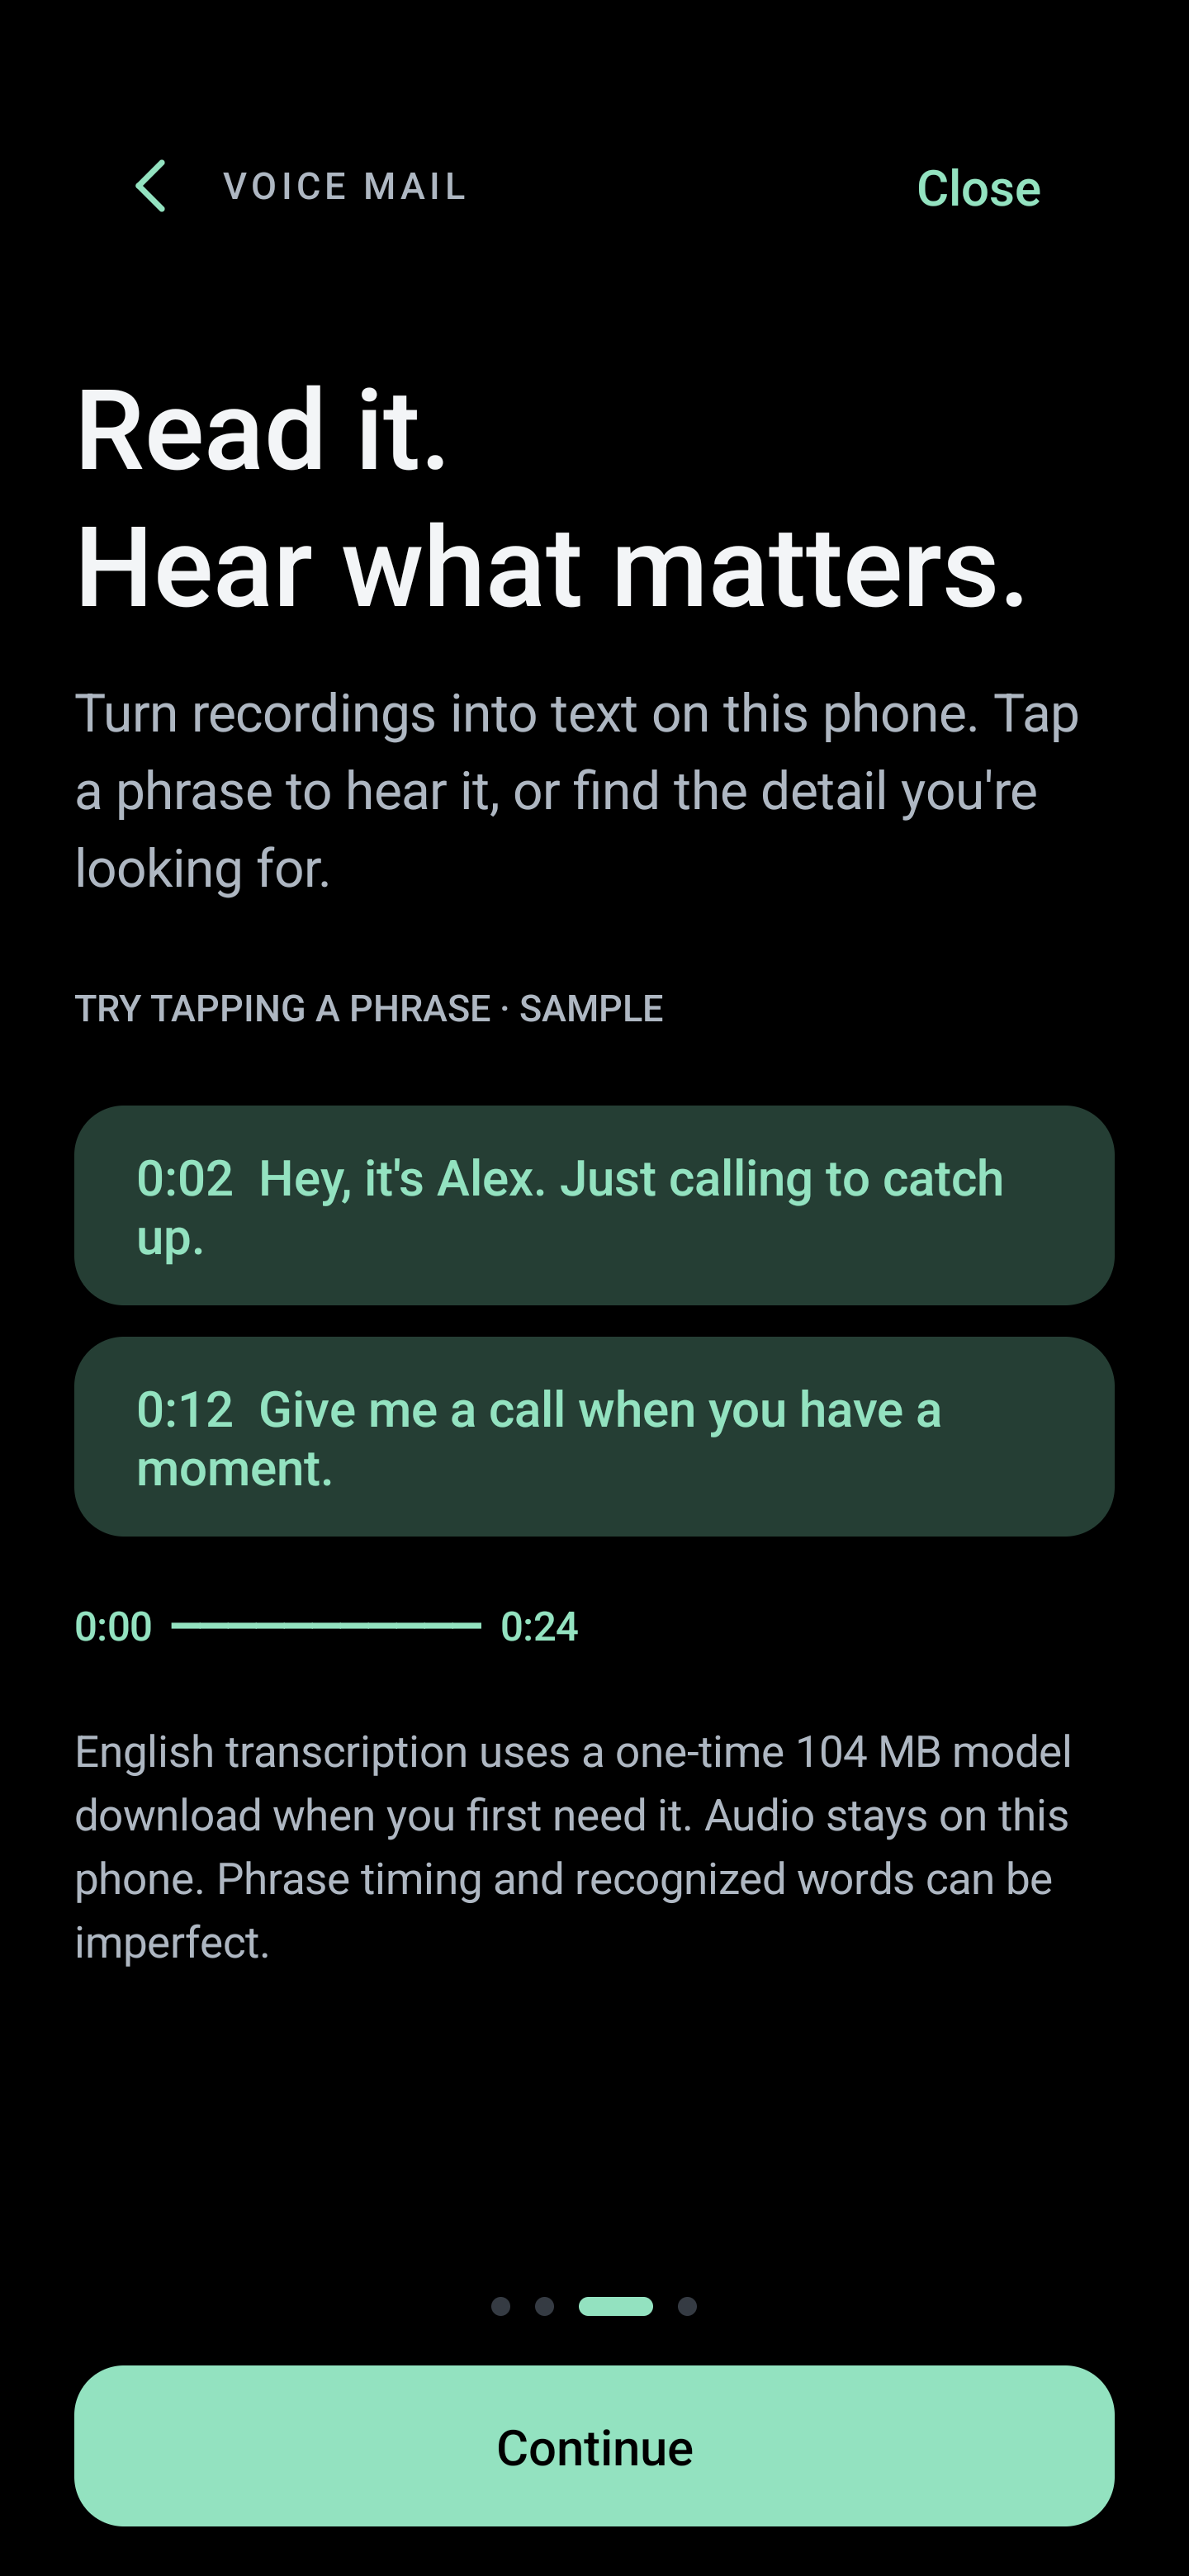 VOICE MAIL
Close
Read it.
Hear what matters.
Turn recordings into text on this phone. Tap
a phrase to hear it, or find the detail you're
looking for.
TRY TAPPING A PHRASE · SAMPLE
0:02 Hey, it's Alex. Just calling to catch
up.
0:12 Give me a call when you have a
moment.
0:00 ——————————— 0:24
English transcription uses a one-time 104 MB model
download when you first need it. Audio stays on this
phone. Phrase timing and recognized words can be
imperfect.
Continue